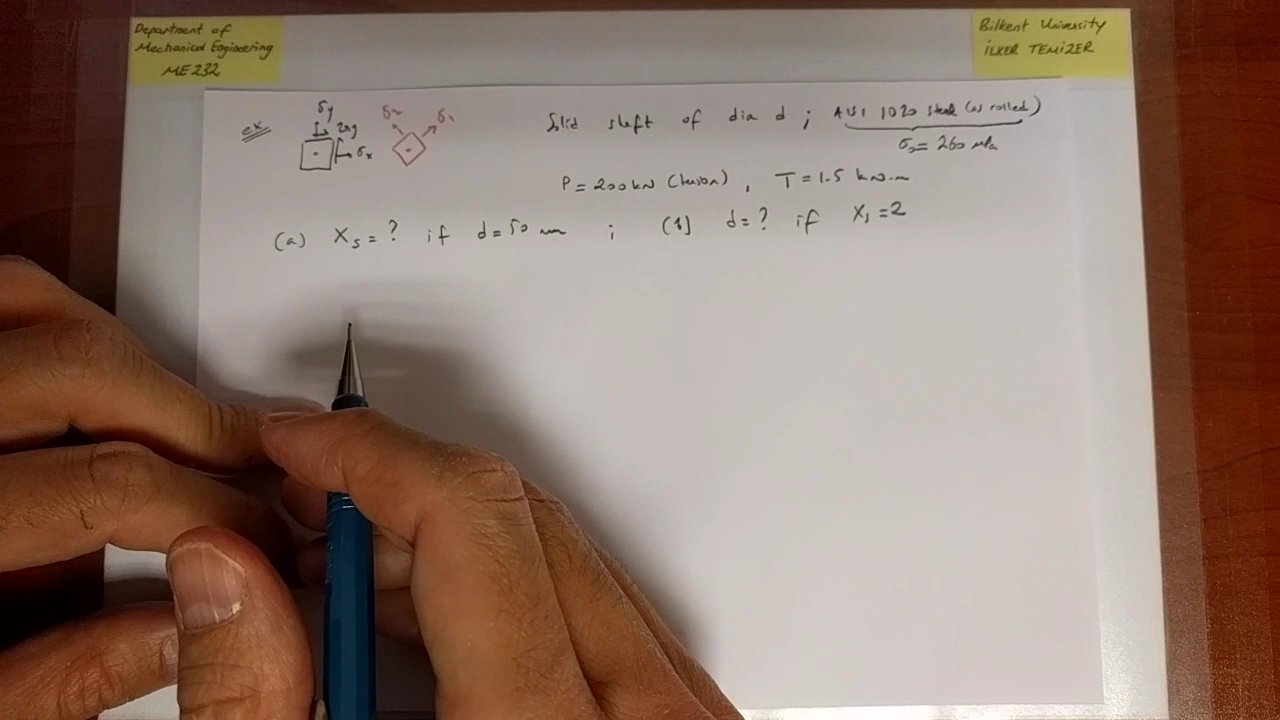 Department of
Mechanical Engineering
ME232
Bilkent University
İLKER TEMIZER
ex
σy
τxy
σx
σ2
σ1
Solid shaft of dia d ; AISI 1020 steel (as rolled)
σo = 260 MPa
P = 200 kN (tension) , T = 1.5 kN.m
(a) Xs = ? if d = 50 mm ; (b) d = ? if Xs = 2